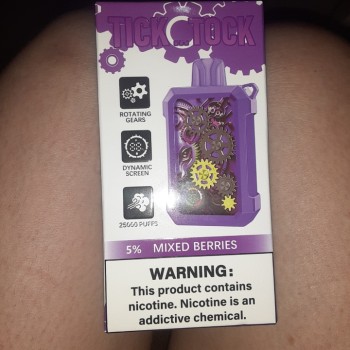 TICK TOCK
ROTATING
GEARS
DYNAMIC
SCREEN
25000 PUFFS
5% MIXED BERRIES
WARNING:
This product contains
nicotine. Nicotine is an
addictive chemical.